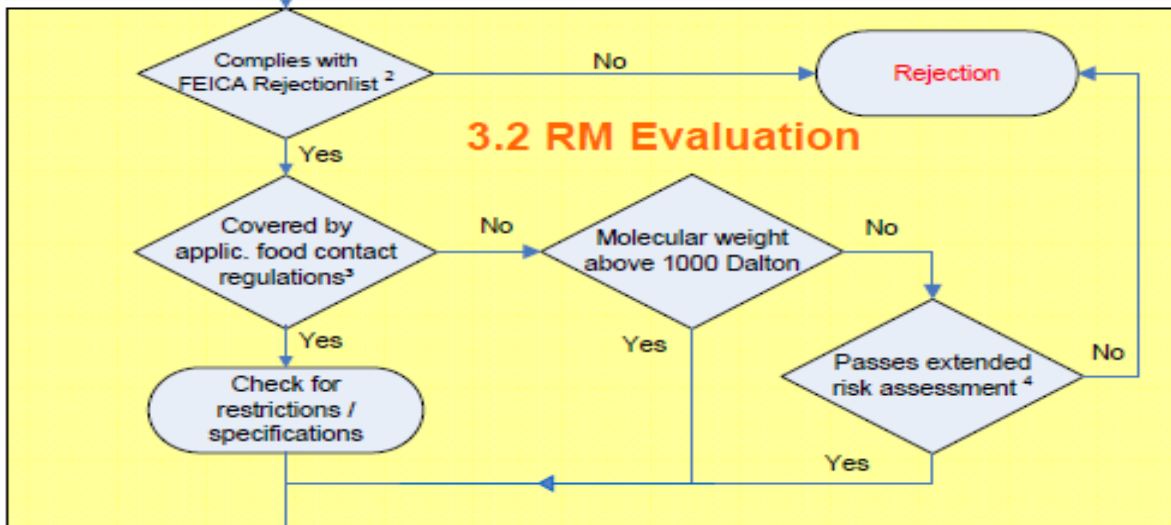 Complies with
FEICA Rejectionlist ²
No
Rejection
3.2 RM Evaluation
Yes
Covered by
applic. food contact
regulations³
No
Molecular weight
above 1000 Dalton
No
Yes
Yes
Passes extended
risk assessment ⁴
No
Check for
restrictions /
specifications
Yes